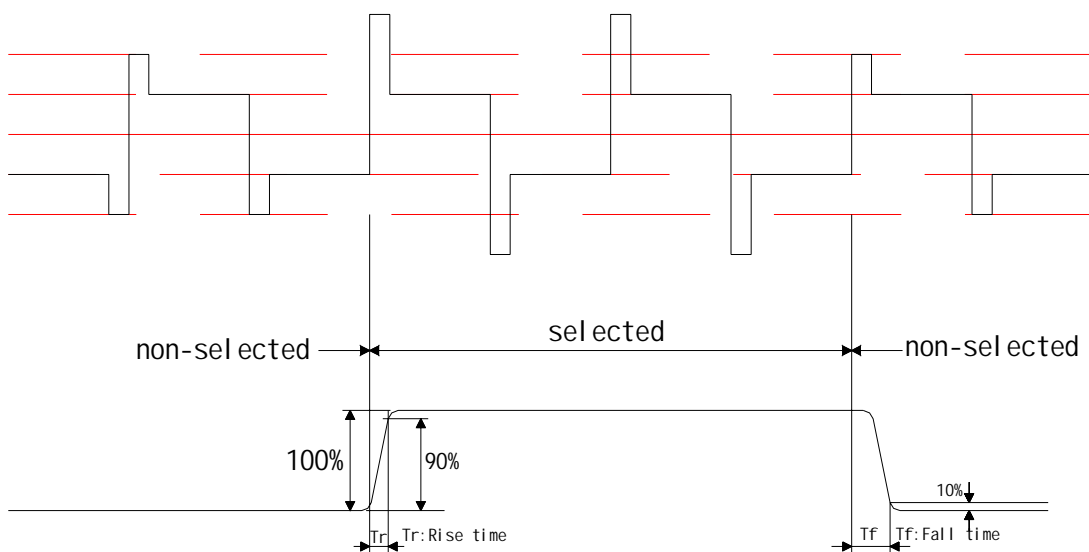 non-selected
selected
non-selected
100%
90%
10%
Tr
Tr:Rise time
Tf
Tf:Fall time